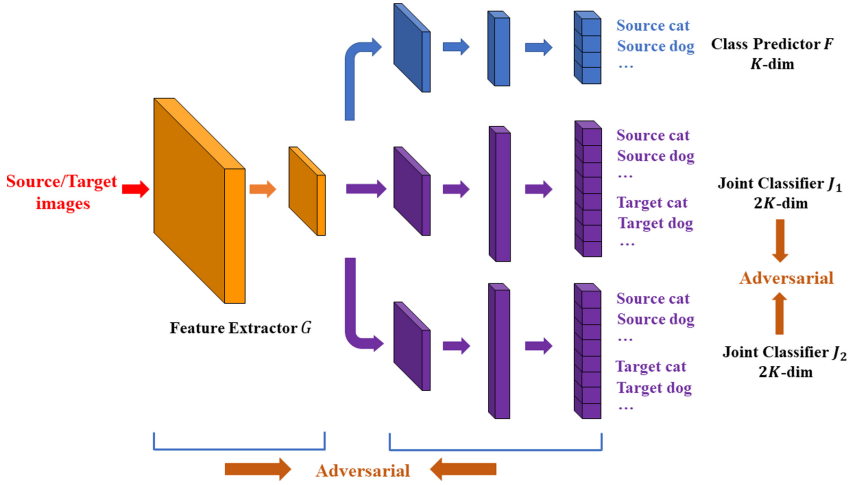 Source cat
Source dog
...
Class Predictor F
K-dim
Source/Target
images
Feature Extractor G
Source cat
Source dog
...
Target cat
Target dog
...
Joint Classifier J₁
2K-dim
Adversarial
Source cat
Source dog
...
Target cat
Target dog
...
Joint Classifier J₂
2K-dim
Adversarial